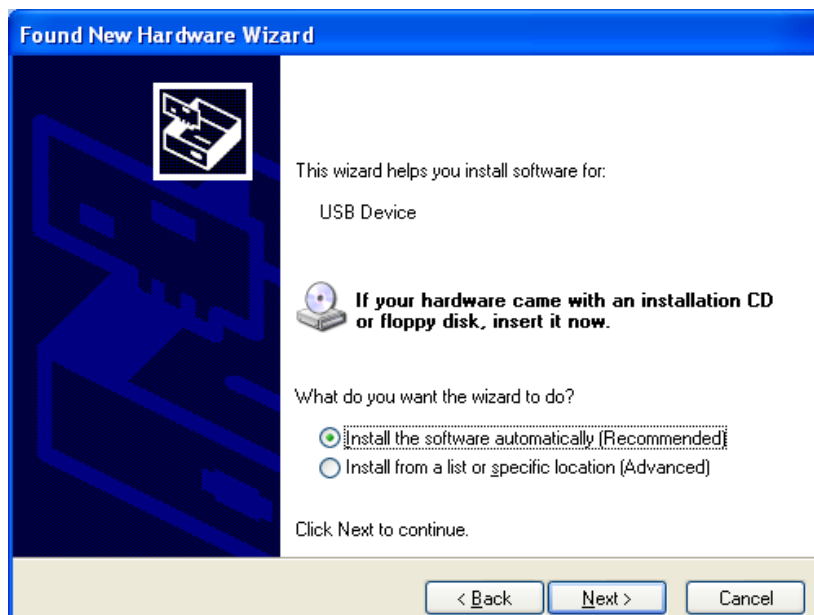 Found New Hardware Wizard
This wizard helps you install software for:
USB Device
If your hardware came with an installation CD
or floppy disk, insert it now.
What do you want the wizard to do?
Install the software automatically (Recommended)
Install from a list or specific location (Advanced)
Click Next to continue.
< Back Next > Cancel